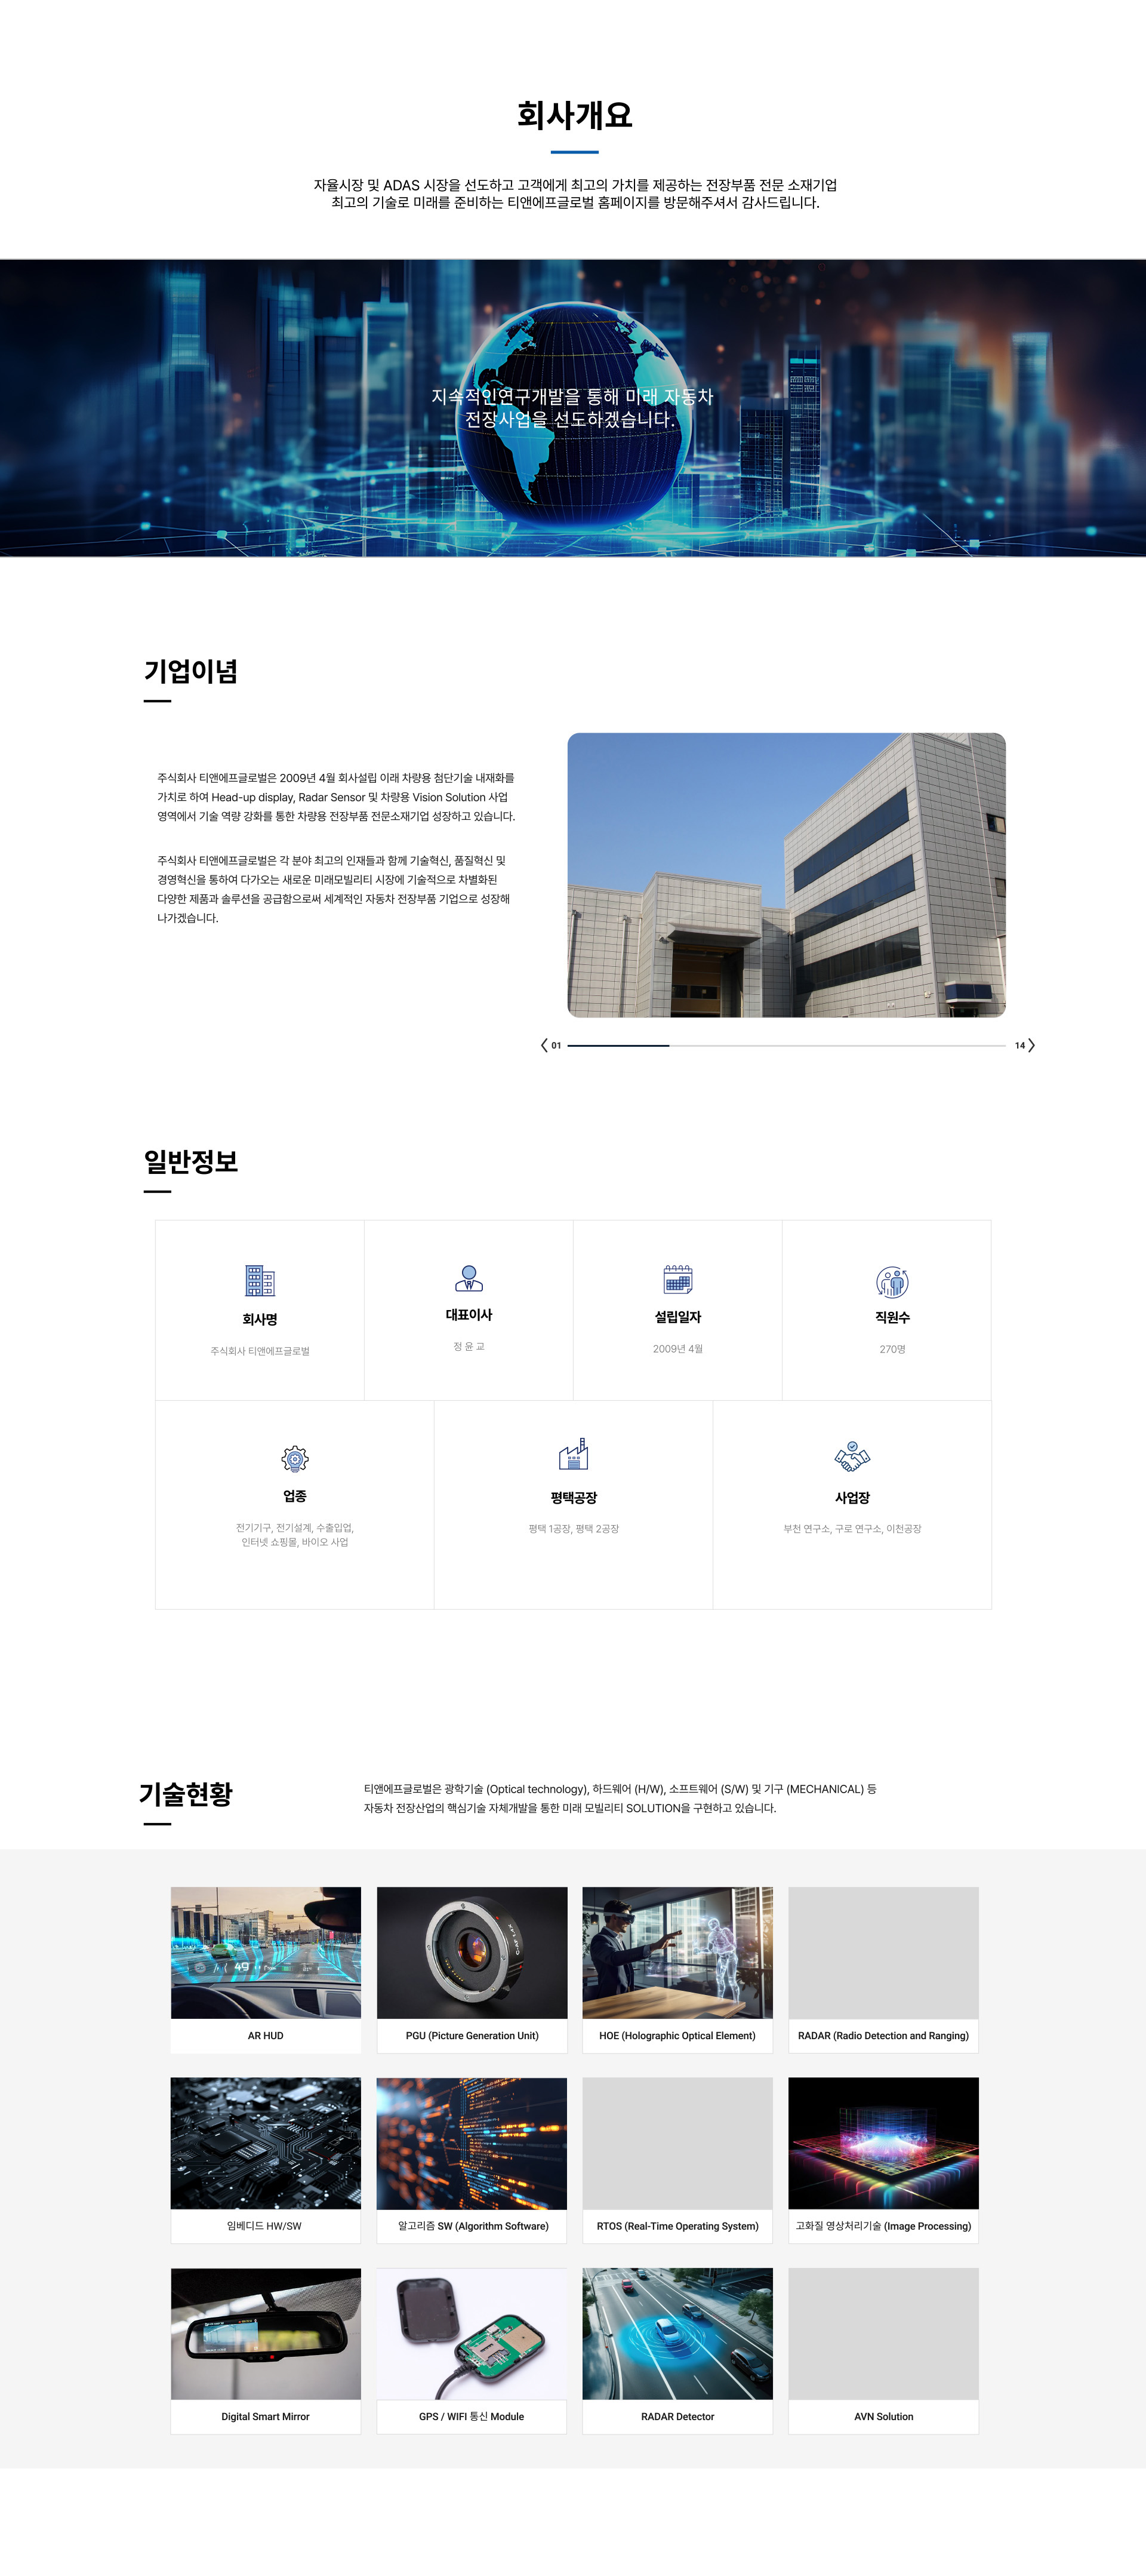 회사개요
자율시장 및 ADAS 시장을 선도하고 고객에게 최고의 가치를 제공하는 전장부품 전문 소재기업
최고의 기술로 미래를 준비하는 티앤에프글로벌 홈페이지를 방문해주셔서 감사드립니다.
지속적인연구개발을 통해 미래 자동차
전장사업을 선도하겠습니다.
기업이념
주식회사 티앤에프글로벌은 2009년 4월 회사설립 이래 차량용 첨단기술 내재화를
가치로 하여 Head-up display, Radar Sensor 및 차량용 Vision Solution 사업
영역에서 기술 역량 강화를 통한 차량용 전장부품 전문소재기업 성장하고 있습니다.
주식회사 티앤에프글로벌은 각 분야 최고의 인재들과 함께 기술혁신, 품질혁신 및
경영혁신을 통하여 다가오는 새로운 미래모빌리티 시장에 기술적으로 차별화된
다양한 제품과 솔루션을 공급함으로써 세계적인 자동차 전장부품 기업으로 성장해
나가겠습니다.
01
14
일반정보
회사명
주식회사 티앤에프글로벌
대표이사
정 윤 교
설립일자
2009년 4월
직원수
270명
업종
전기기구, 전기설계, 수출입업,
인터넷 쇼핑몰, 바이오 사업
평택공장
평택 1공장, 평택 2공장
사업장
부천 연구소, 구로 연구소, 이천공장
기술현황
티앤에프글로벌은 광학기술 (Optical technology), 하드웨어 (H/W), 소프트웨어 (S/W) 및 기구 (MECHANICAL) 등
자동차 전장산업의 핵심기술 자체개발을 통한 미래 모빌리티 SOLUTION을 구현하고 있습니다.
49
AR HUD
PGU (Picture Generation Unit)
HOE (Holographic Optical Element)
RADAR (Radio Detection and Ranging)
임베디드 HW/SW
알고리즘 SW (Algorithm Software)
RTOS (Real-Time Operating System)
고화질 영상처리기술 (Image Processing)
Digital Smart Mirror
GPS / WIFI 통신 Module
RADAR Detector
AVN Solution